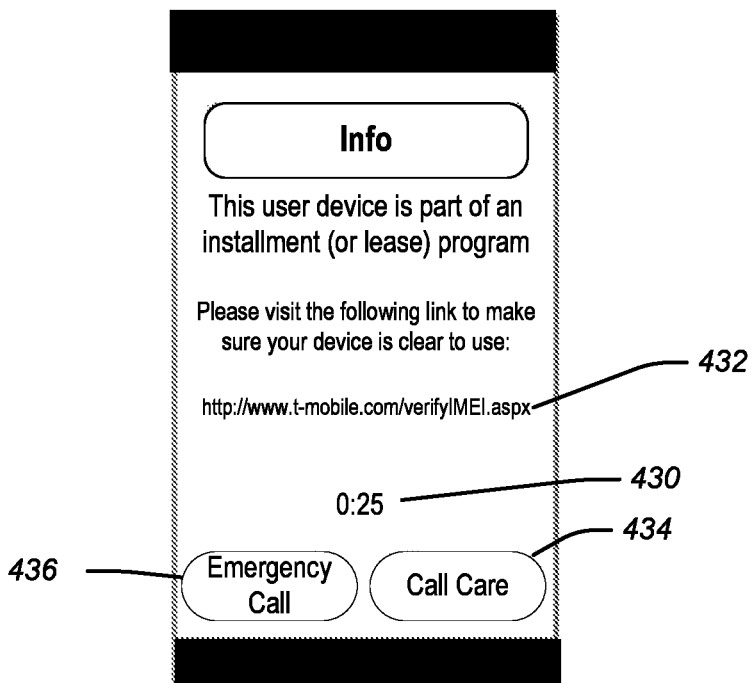 Info
This user device is part of an
installment (or lease) program
Please visit the following link to make
sure your device is clear to use:
432
http://www.t-mobile.com/verifyIMEI.aspx
430
0:25
434
436
Emergency
Call
Call Care